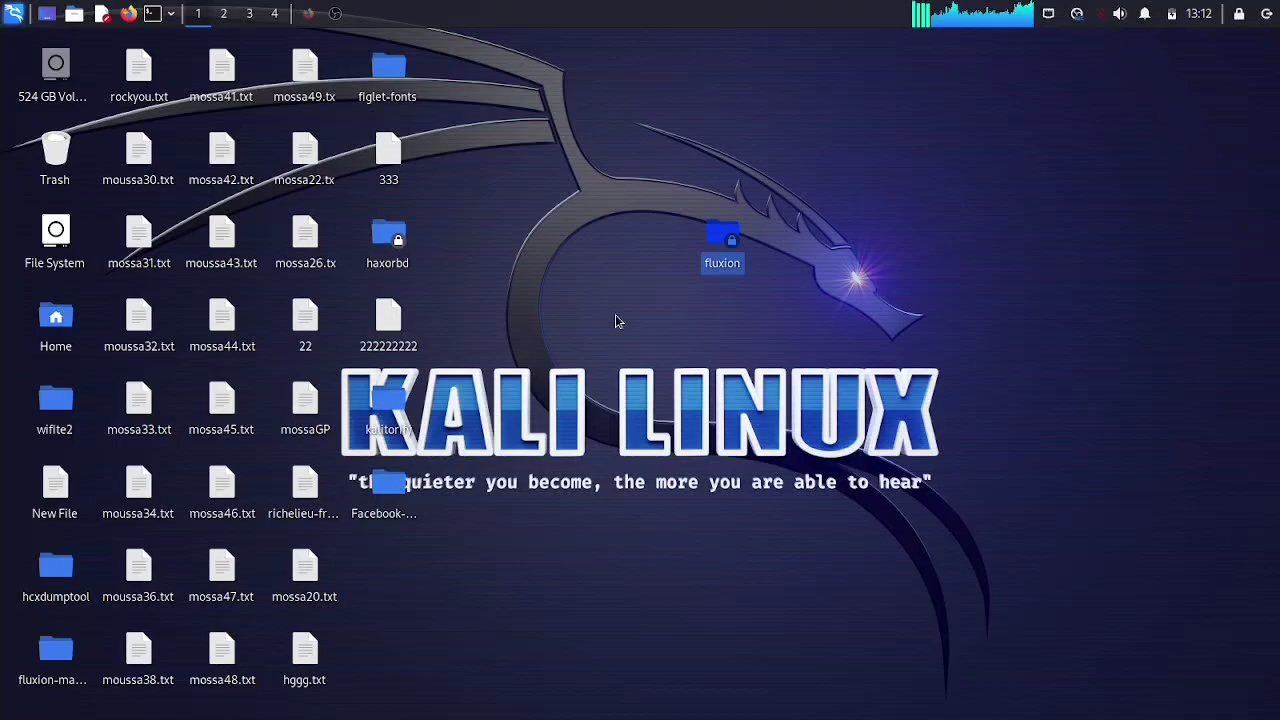 1 2 3 4 13:12
524 GB Vol... rockyou.txt mossa41.txt mossa49.tx figlet-fonts
Trash moussa30.txt mossa42.txt mossa22.tx 333
File System mossa31.txt moussa43.txt mossa26.tx haxorbd fluxion
Home moussa32.txt mossa44.txt 22 222222222
wifite2 mossa33.txt mossa45.txt mossaGP kalitorify
KALI LINUX
"the quieter you become, the more you are able to hear"
New File moussa34.txt mossa46.txt richelieu-fr... Facebook-...
hcxdumptool moussa36.txt mossa47.txt mossa20.txt
fluxion-ma... moussa38.txt mossa48.txt hggg.txt